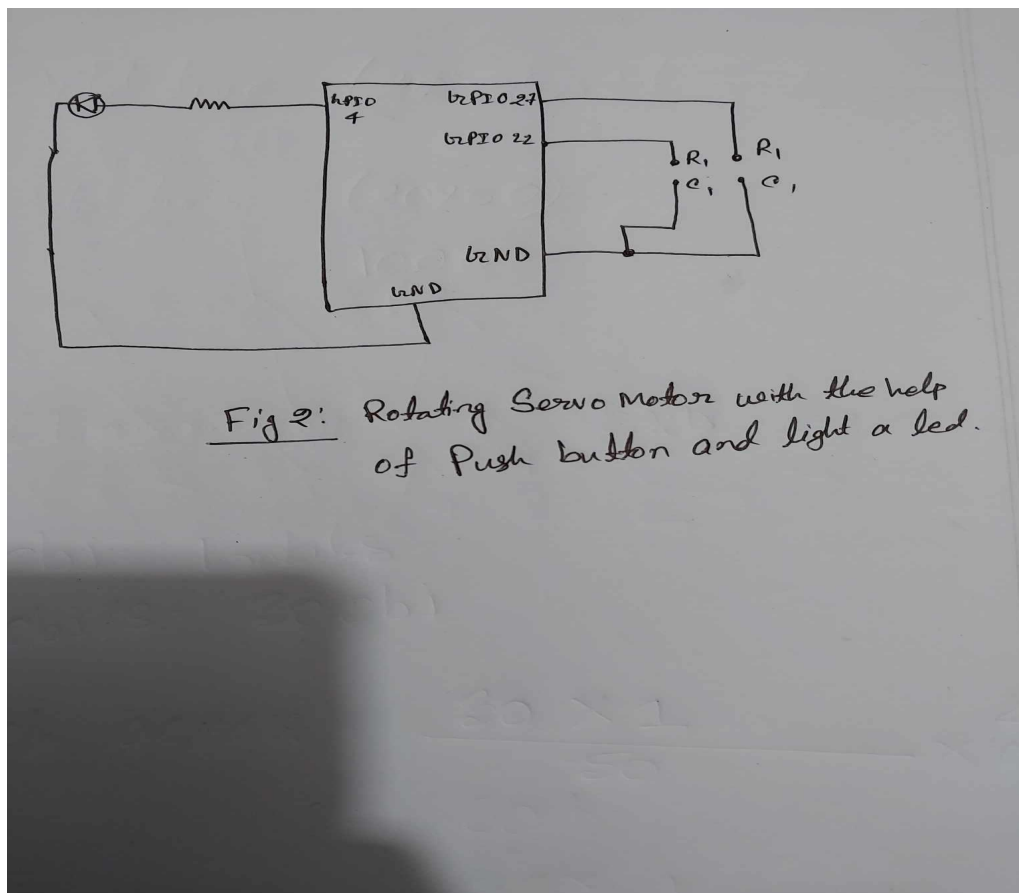 GPIO
4
GPIO 27
GPIO 22
R1
C1
R1
C1
GND
GND
Fig 2: Rotating Servo Motor with the help
of Push button and light a led.